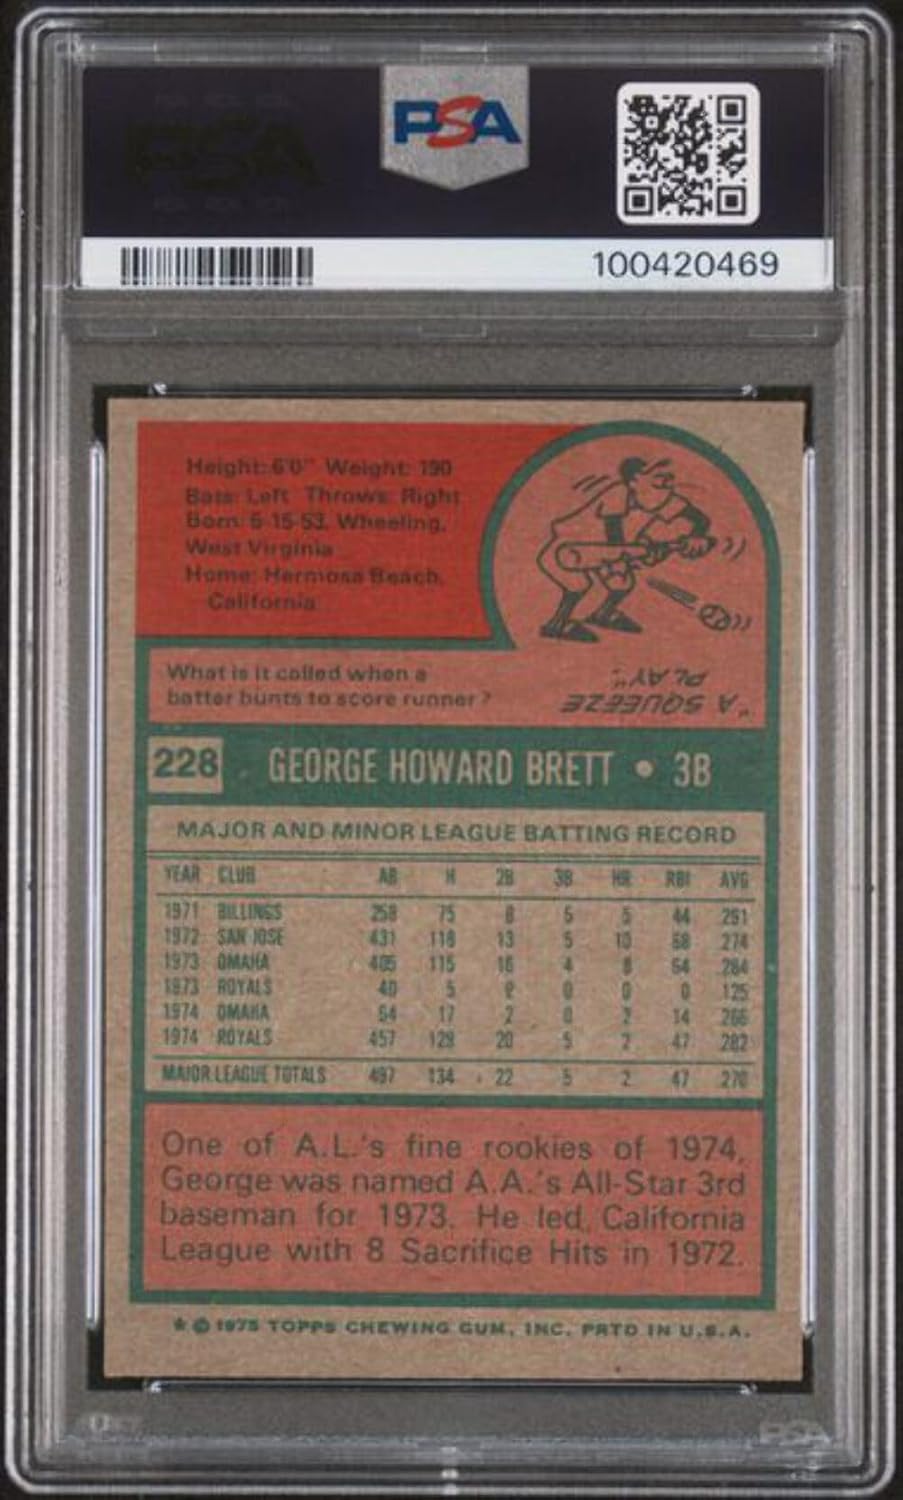 PSA
100420469
Height: 6'0" Weight: 190
Bats: Left Throws: Right
Born: 5-15-53, Wheeling,
West Virginia
Home: Hermosa Beach,
California
What is it called when a
batter bunts to score runner?
"A SQUEEZE
PLAY".
228 GEORGE HOWARD BRETT • 3B
MAJOR AND MINOR LEAGUE BATTING RECORD
YEAR CLUB AB H 2B 3B HR RBI AVG
1971 BILLINGS 258 75 8 5 5 44 .291
1972 SAN JOSE 431 118 13 5 10 68 .274
1973 OMAHA 405 115 16 4 8 64 .284
1973 ROYALS 40 5 2 0 0 0 .125
1974 OMAHA 64 17 2 0 2 14 .266
1974 ROYALS 457 129 20 5 2 47 .282
MAJOR LEAGUE TOTALS 497 134 22 5 2 47 .270
One of A.L.'s fine rookies of 1974,
George was named A.A.'s All-Star 3rd
baseman for 1973. He led California
League with 8 Sacrifice Hits in 1972.
* © 1975 TOPPS CHEWING GUM, INC. PRTD IN U.S.A.
PSA